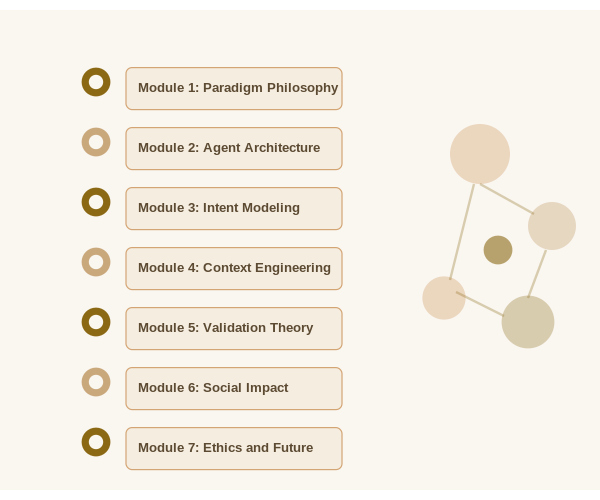 Module 1: Paradigm Philosophy
Module 2: Agent Architecture
Module 3: Intent Modeling
Module 4: Context Engineering
Module 5: Validation Theory
Module 6: Social Impact
Module 7: Ethics and Future